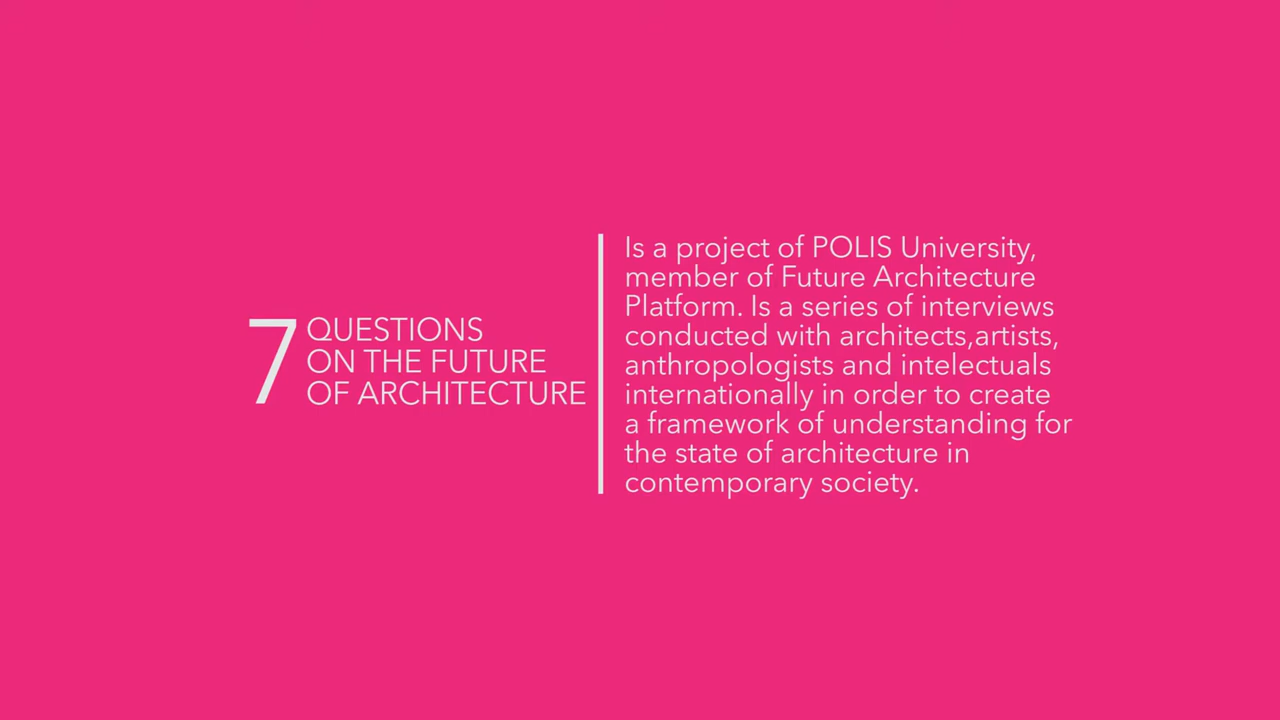 7 QUESTIONS
ON THE FUTURE
OF ARCHITECTURE
Is a project of POLIS University,
member of Future Architecture
Platform. Is a series of interviews
conducted with architects,artists,
anthropologists and intelectuals
internationally in order to create
a framework of understanding for
the state of architecture in
contemporary society.